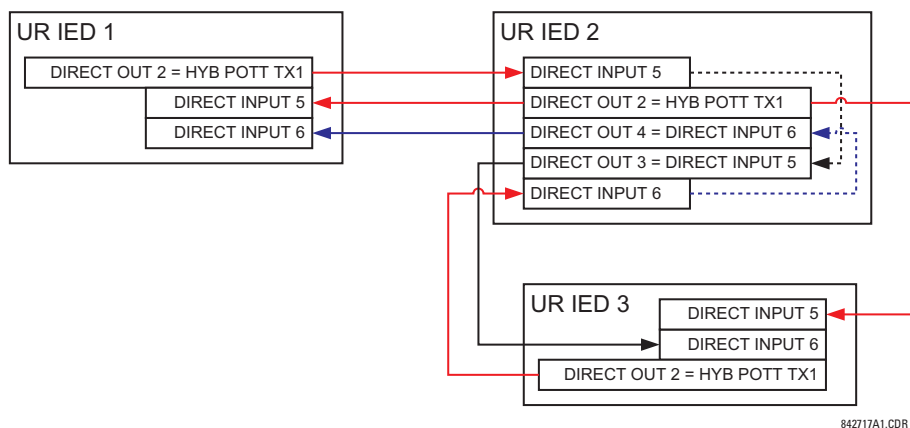 UR IED 1
DIRECT OUT 2 = HYB POTT TX1
DIRECT INPUT 5
DIRECT INPUT 6
UR IED 2
DIRECT INPUT 5
DIRECT OUT 2 = HYB POTT TX1
DIRECT OUT 4 = DIRECT INPUT 6
DIRECT OUT 3 = DIRECT INPUT 5
DIRECT INPUT 6
UR IED 3
DIRECT INPUT 5
DIRECT INPUT 6
DIRECT OUT 2 = HYB POTT TX1
842717A1.CDR